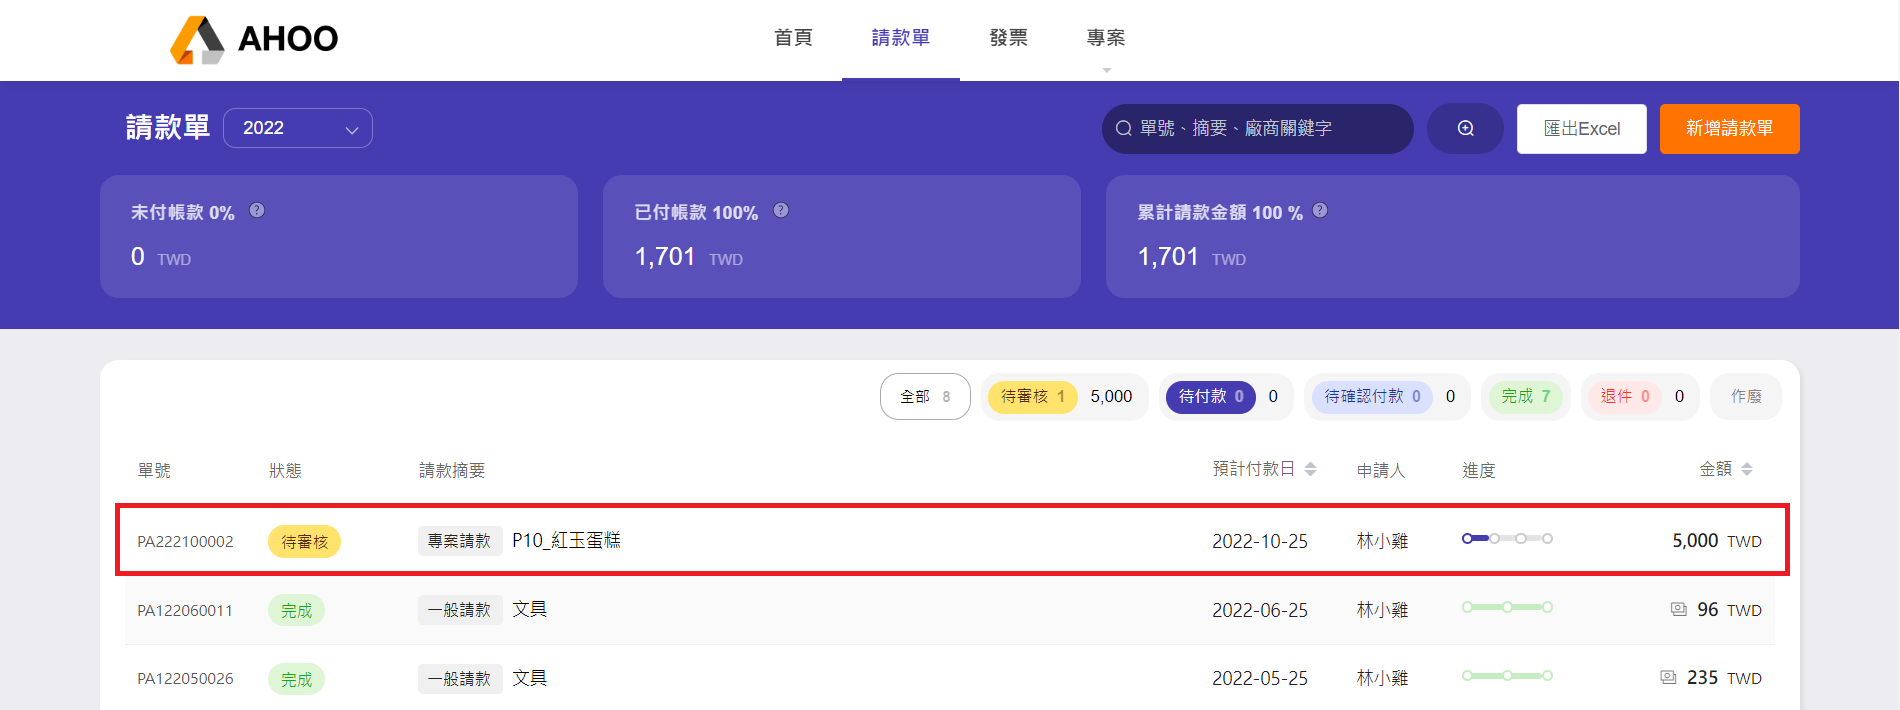 AHOO
首頁 請款單 發票 專案
請款單 2022 單號、摘要、廠商關鍵字 匯出Excel 新增請款單
未付帳款 0% ? 已付帳款 100% ? 累計請款金額 100 % ?
0 TWD 1,701 TWD 1,701 TWD
全部 8 待審核 1 5,000 待付款 0 0 待確認付款 0 0 完成 7 退件 0 0 作廢
單號 狀態 請款摘要 預計付款日 申請人 進度 金額
PA222100002 待審核 專案請款 P10_紅玉蛋糕 2022-10-25 林小雞 5,000 TWD
PA122060011 完成 一般請款 文具 2022-06-25 林小雞 96 TWD
PA122050026 完成 一般請款 文具 2022-05-25 林小雞 235 TWD